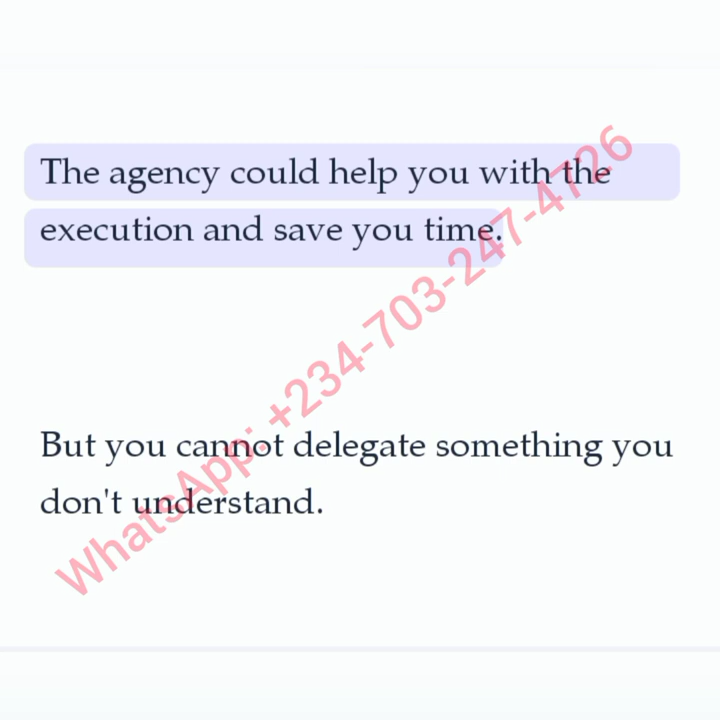 The agency could help you with the
execution and save you time.
But you cannot delegate something you
don't understand.
WhatsApp: +234-703-247-4726